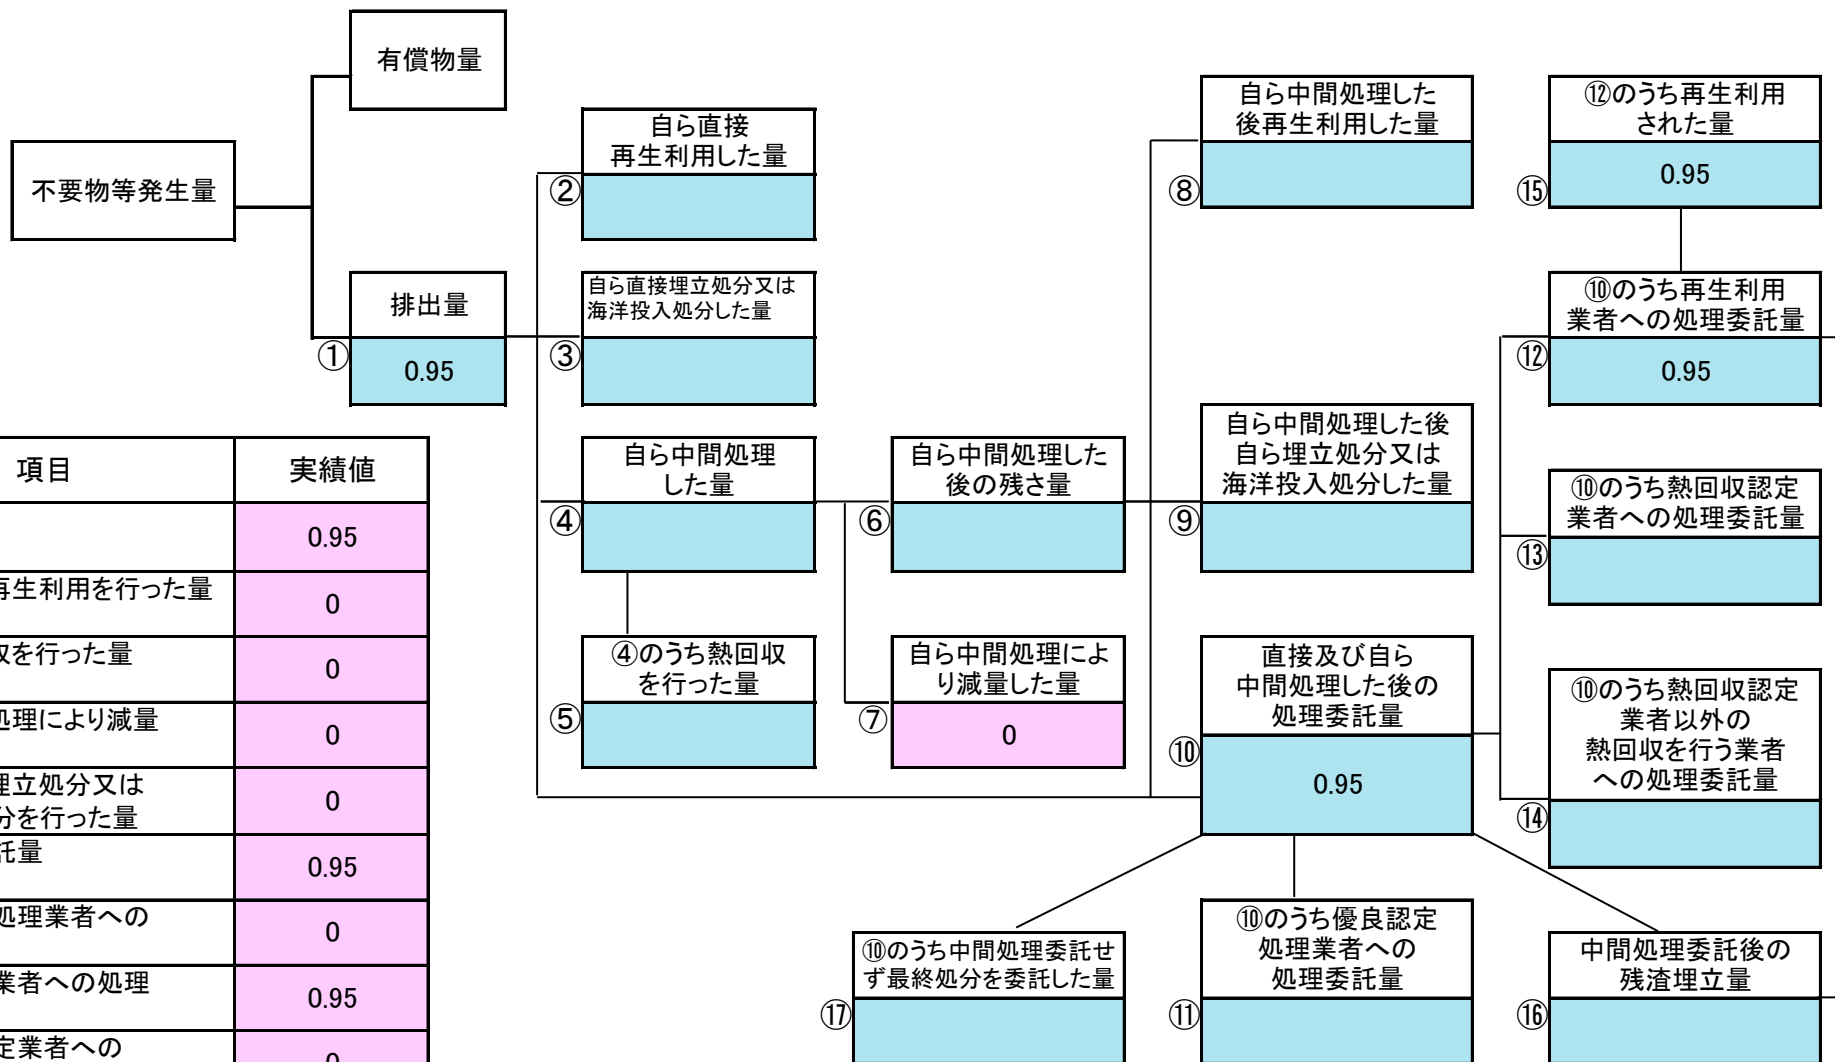 有償物量
不要物等発生量
排出量
①
0.95
自ら直接
再生利用した量
②
自ら直接埋立処分又は
海洋投入処分した量
③
自ら中間処理
した量
④
④のうち熱回収
を行った量
⑤
自ら中間処理した
後の残さ量
⑥
自ら中間処理によ
り減量した量
⑦
0
自ら中間処理した
後再生利用した量
⑧
自ら中間処理した後
自ら埋立処分又は
海洋投入処分した量
⑨
直接及び自ら
中間処理した後の
処理委託量
⑩
0.95
⑫のうち再生利用
された量
⑮
0.95
⑩のうち再生利用
業者への処理委託量
⑫
0.95
⑩のうち熱回収認定
業者への処理委託量
⑬
⑩のうち熱回収認定
業者以外の
熱回収を行う業者
への処理委託量
⑭
⑩のうち中間処理委託せ
ず最終処分を委託した量
⑰
⑩のうち優良認定
処理業者への
処理委託量
⑪
中間処理委託後の
残渣埋立量
⑯
項目 実績値
0.95
再生利用を行った量 0
収を行った量 0
処理により減量 0
埋立処分又は
分を行った量 0
託量 0.95
処理業者への 0
業者への処理 0.95
定業者への 0